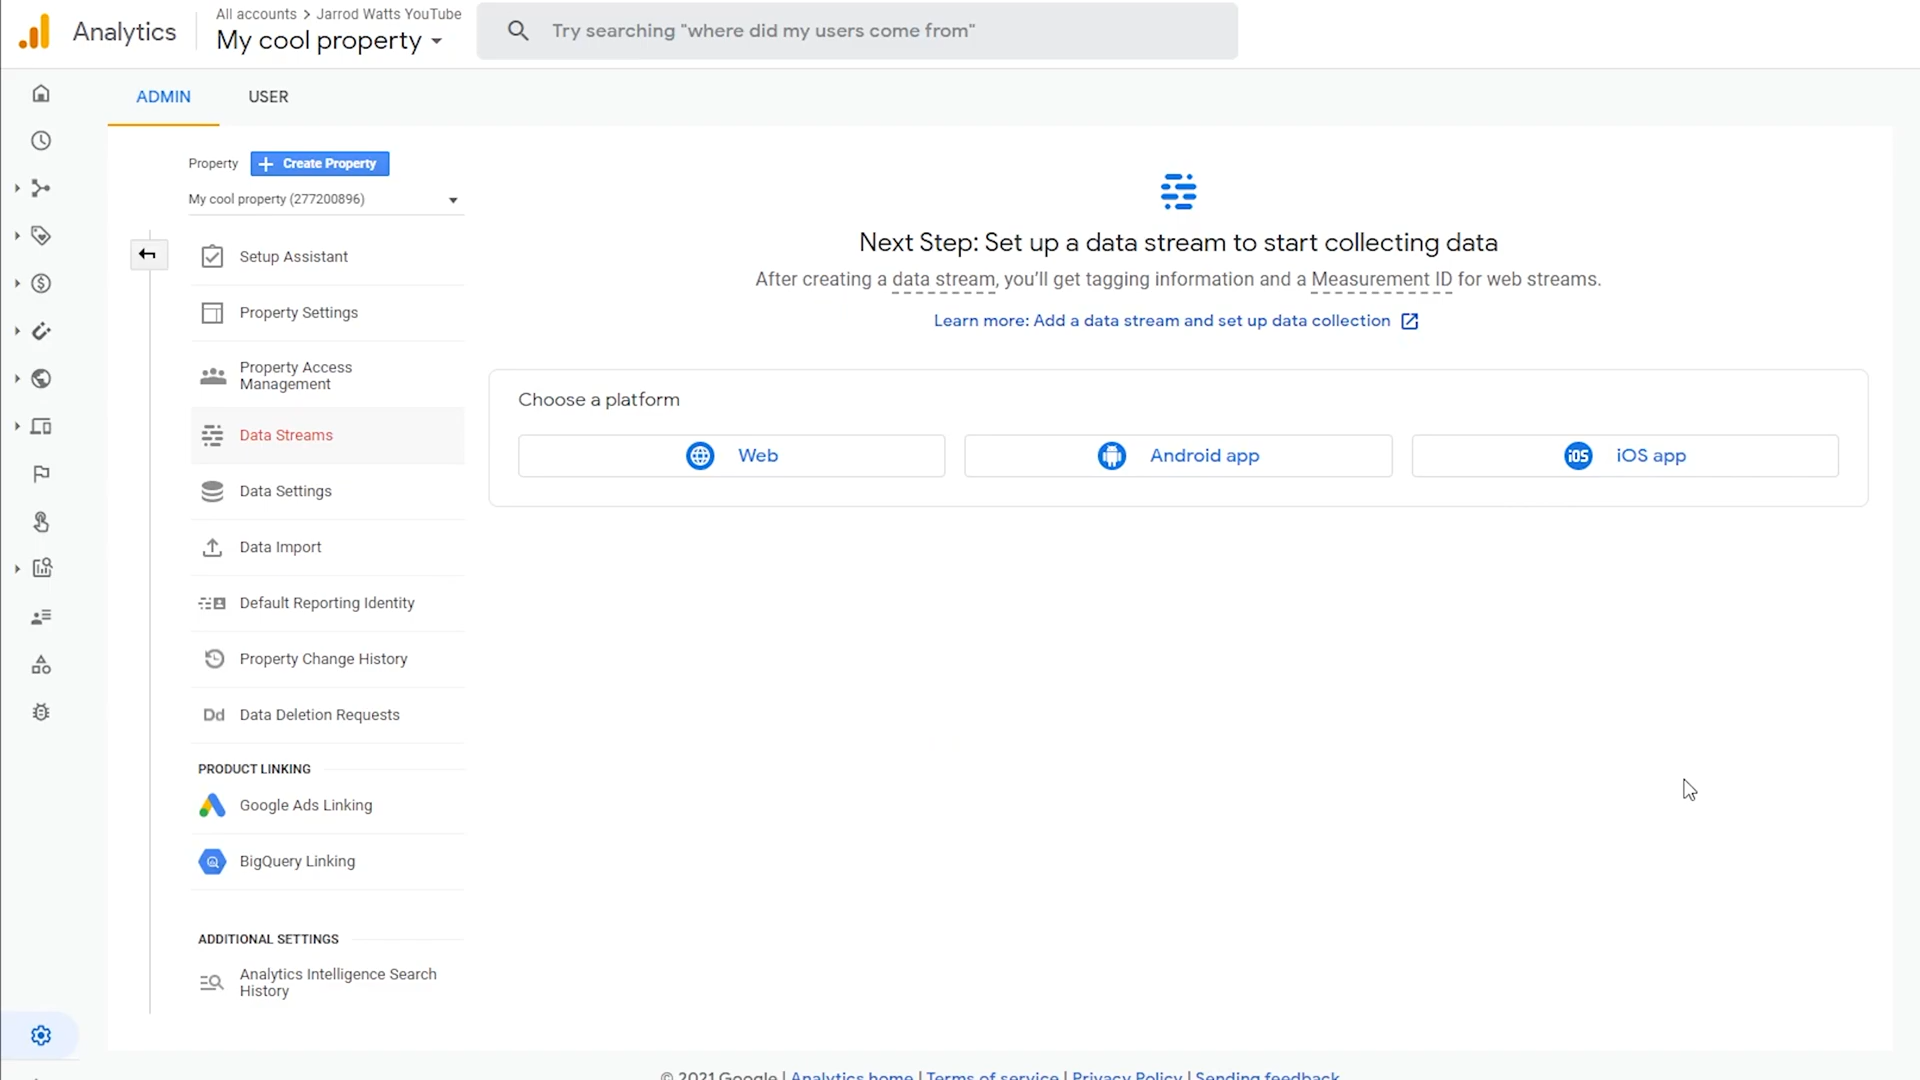 Analytics
All accounts > Jarrod Watts YouTube
My cool property
Try searching "where did my users come from"
ADMIN
USER
Property
Create Property
My cool property (277200896)
Setup Assistant
Property Settings
Property Access
Management
Data Streams
Data Settings
Data Import
Default Reporting Identity
Property Change History
Dd Data Deletion Requests
PRODUCT LINKING
Google Ads Linking
BigQuery Linking
ADDITIONAL SETTINGS
Analytics Intelligence Search
History
Next Step: Set up a data stream to start collecting data
After creating a data stream, you’ll get tagging information and a Measurement ID for web streams.
Learn more: Add a data stream and set up data collection
Choose a platform
Web
Android app
iOS iOS app
© 2021 Google | Analytics home | Terms of service | Privacy Policy | Sending feedback